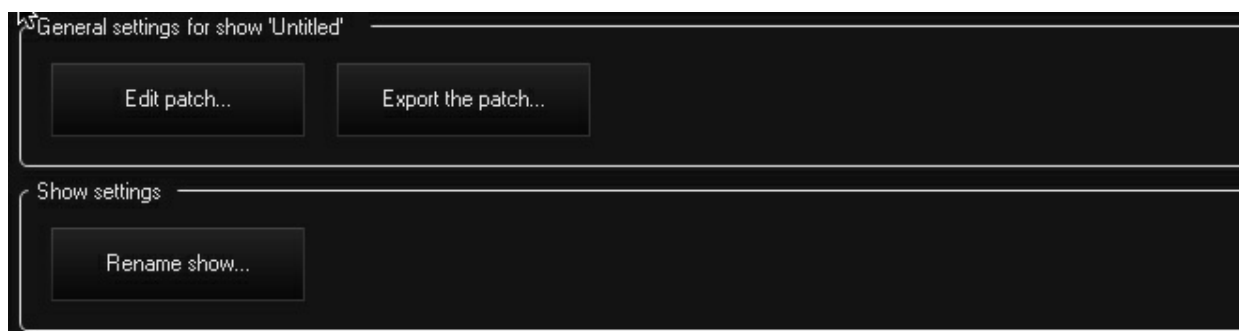 General settings for show 'Untitled'
Edit patch... Export the patch...
Show settings
Rename show...